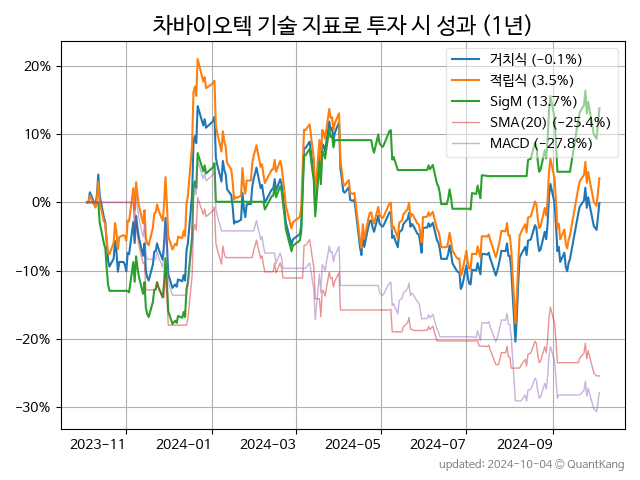 차바이오텍 기술 지표로 투자 시 성과 (1년)
거치식 (−0.1%)
적립식 (3.5%)
SigM (13.7%)
SMA(20) (−25.4%)
MACD (−27.8%)
20%
10%
0%
−10%
−20%
−30%
2023-11 2024-01 2024-03 2024-05 2024-07 2024-09
updated: 2024-10-04 © QuantKang